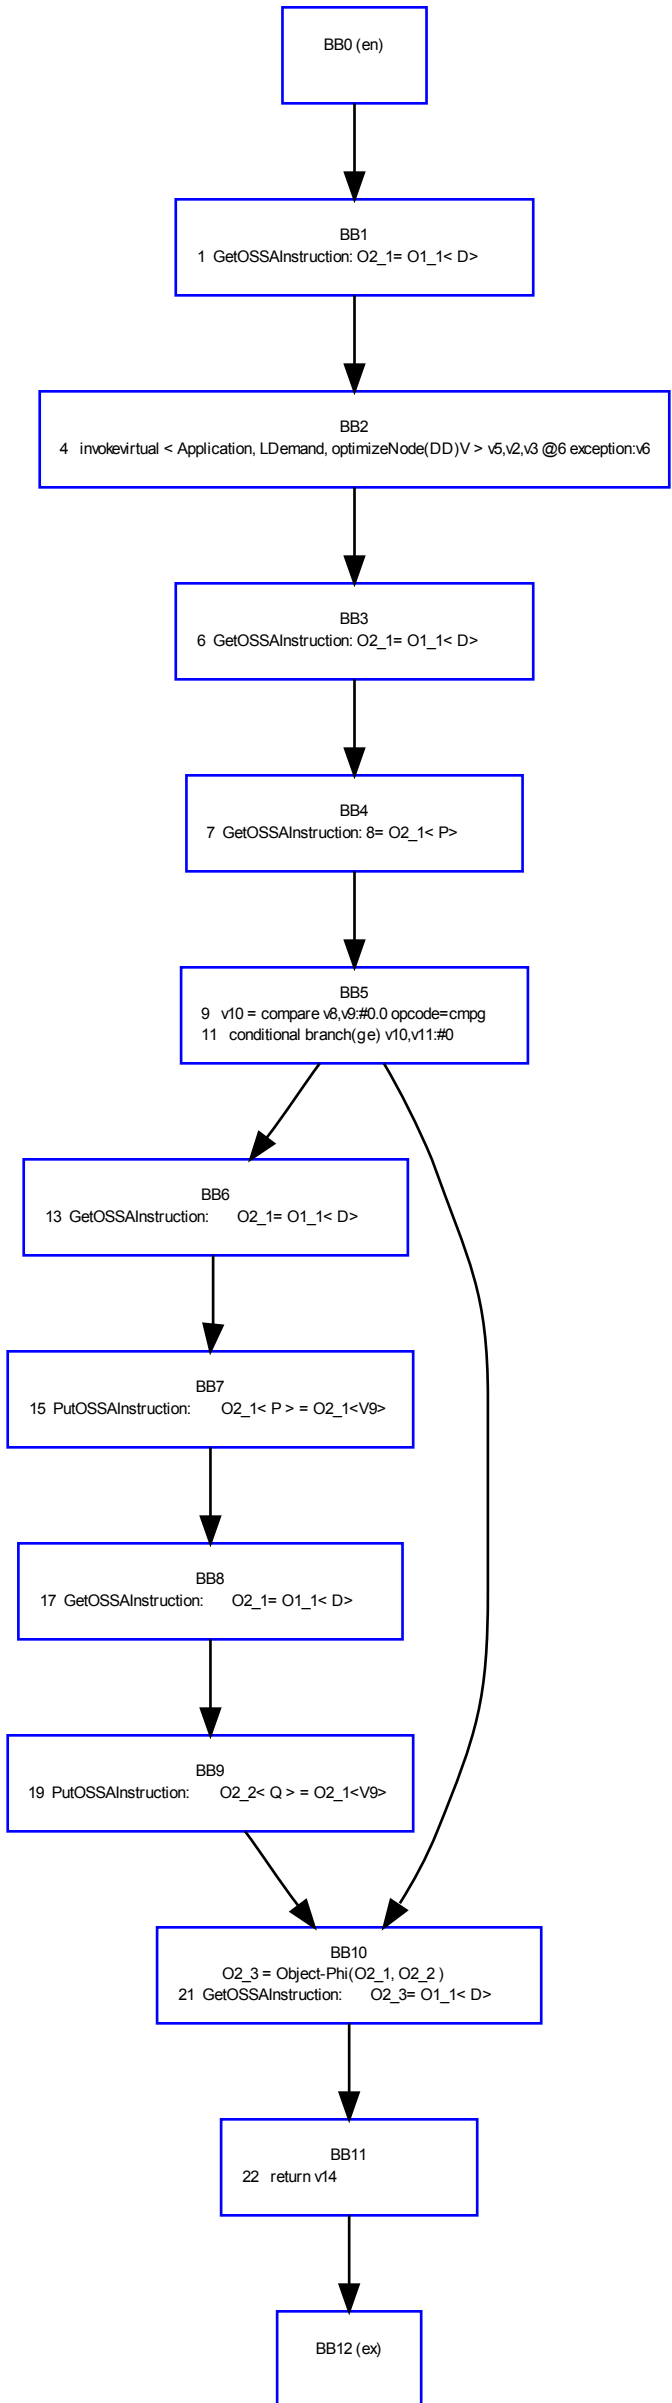 BB0 (en)
BB1
1 GetOSSAInstruction: O2_1= O1_1< D>
BB2
4 invokevirtual < Application, LDemand, optimizeNode(DD)V > v5,v2,v3 @6 exception:v6
BB3
6 GetOSSAInstruction: O2_1= O1_1< D>
BB4
7 GetOSSAInstruction: 8= O2_1< P>
BB5
9 v10 = compare v8,v9:#0.0 opcode=cmpg
11 conditional branch(ge) v10,v11:#0
BB6
13 GetOSSAInstruction: O2_1= O1_1< D>
BB7
15 PutOSSAInstruction: O2_1< P > = O2_1<V9>
BB8
17 GetOSSAInstruction: O2_1= O1_1< D>
BB9
19 PutOSSAInstruction: O2_2< Q > = O2_1<V9>
BB10
O2_3 = Object-Phi(O2_1, O2_2 )
21 GetOSSAInstruction: O2_3= O1_1< D>
BB11
22 return v14
BB12 (ex)